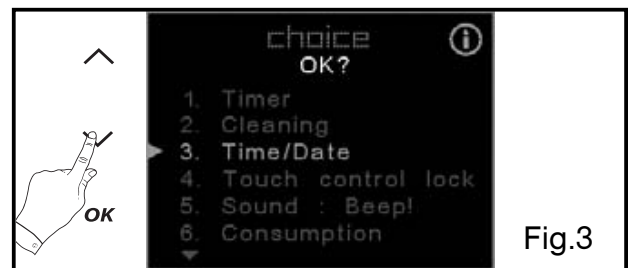 choice
OK?
1. Timer
2. Cleaning
3. Time/Date
4. Touch control lock
5. Sound : Beep!
6. Consumption
OK
Fig.3